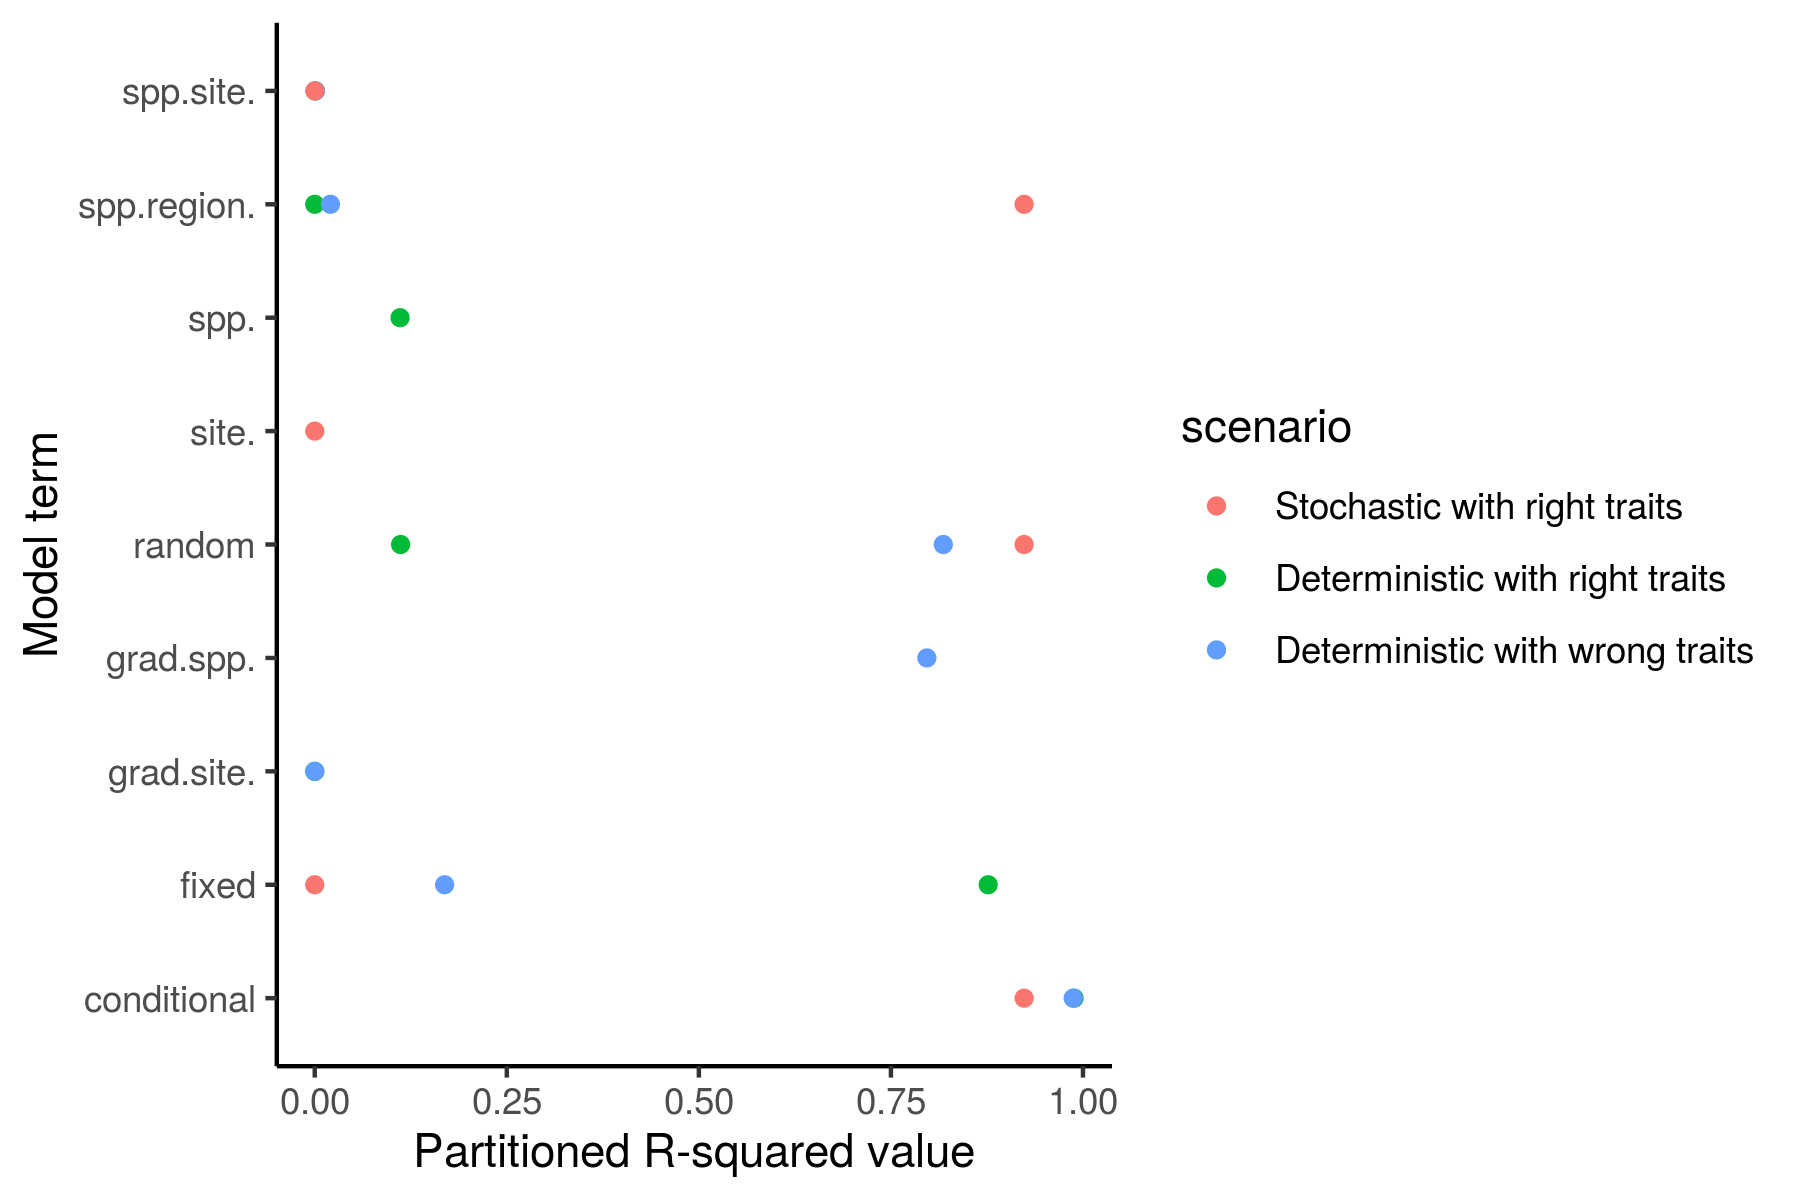 spp.site.
spp.region.
spp.
site.
random
grad.spp.
grad.site.
fixed
conditional
Model term
0.00 0.25 0.50 0.75 1.00
Partitioned R-squared value
scenario
Stochastic with right traits
Deterministic with right traits
Deterministic with wrong traits